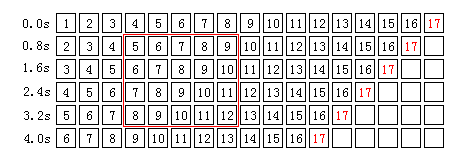 0.0s 1 2 3 4 5 6 7 8 9 10 11 12 13 14 15 16 17
0.8s 2 3 4 5 6 7 8 9 10 11 12 13 14 15 16 17
1.6s 3 4 5 6 7 8 9 10 11 12 13 14 15 16 17
2.4s 4 5 6 7 8 9 10 11 12 13 14 15 16 17
3.2s 5 6 7 8 9 10 11 12 13 14 15 16 17
4.0s 6 7 8 9 10 11 12 13 14 15 16 17